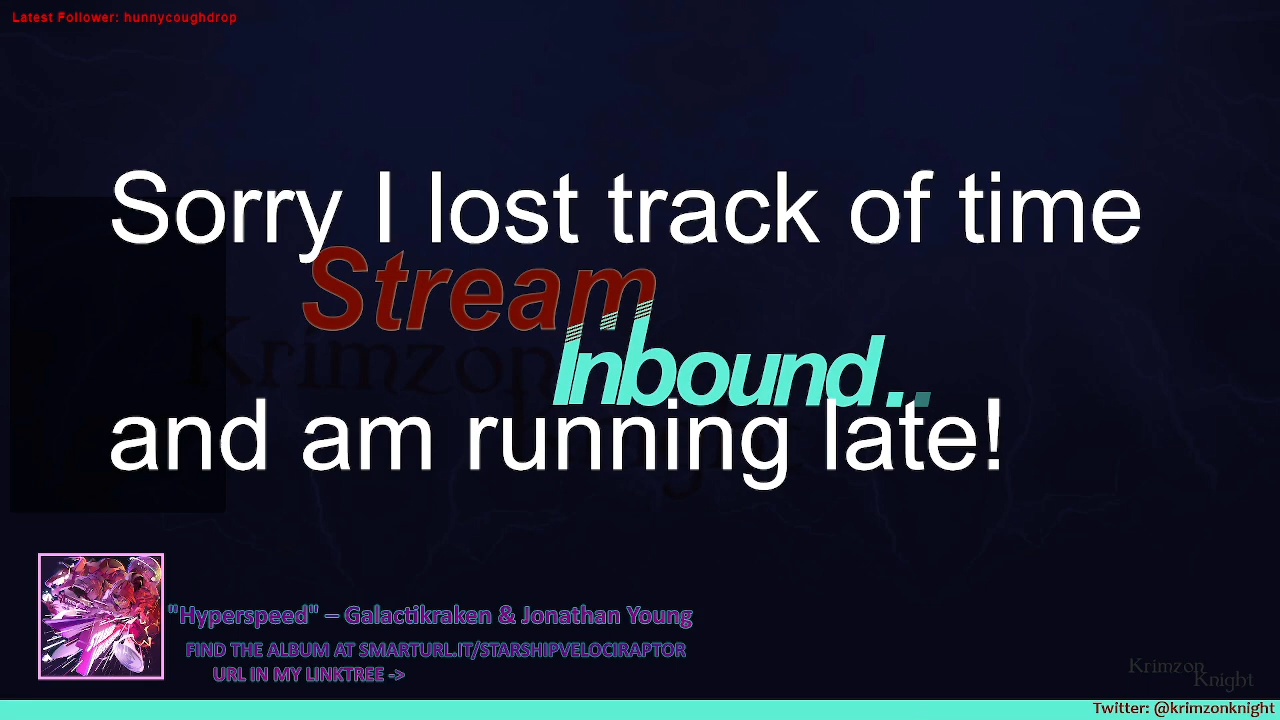 Latest Follower: hunnycoughdrop
Sorry I lost track of time
Stream
Krimzon
Inbound..
and am running late!
"Hyperspeed" – Galactikraken & Jonathan Young
FIND THE ALBUM AT SMARTURL.IT/STARSHIPVELOCIRAPTOR
URL IN MY LINKTREE ->
Krimzon
Knight
Twitter: @krimzonknight